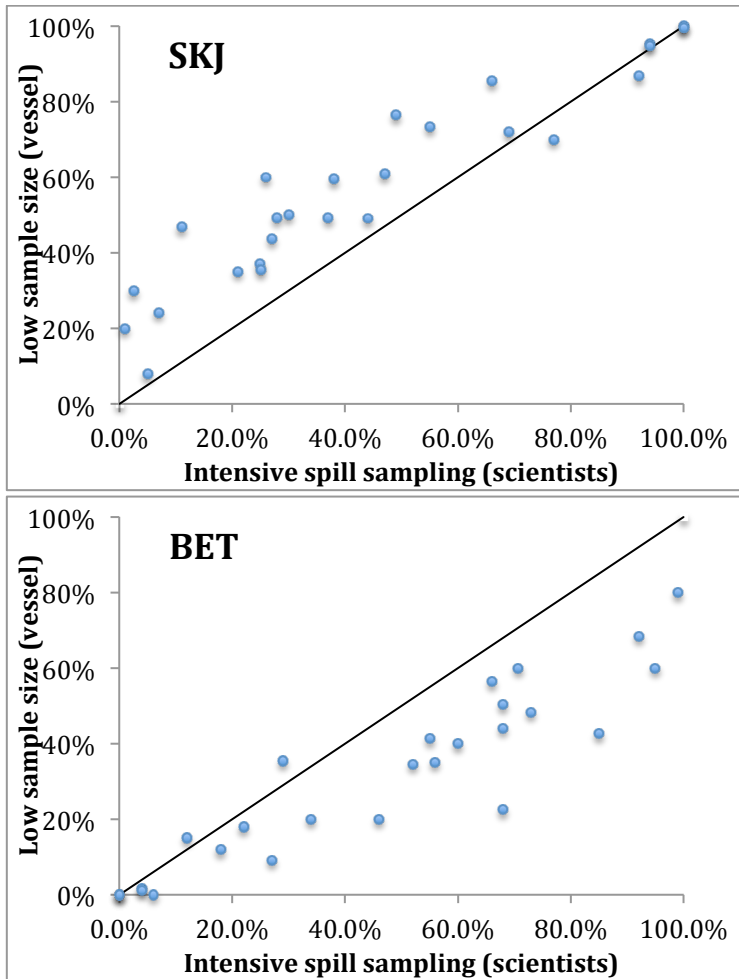 100%
SKJ
80%
60%
40%
20%
0%
Low sample size (vessel)
0.0% 20.0% 40.0% 60.0% 80.0% 100.0%
Intensive spill sampling (scientists)
100%
BET
80%
60%
40%
20%
0%
Low sample size (vessel)
0.0% 20.0% 40.0% 60.0% 80.0% 100.0%
Intensive spill sampling (scientists)